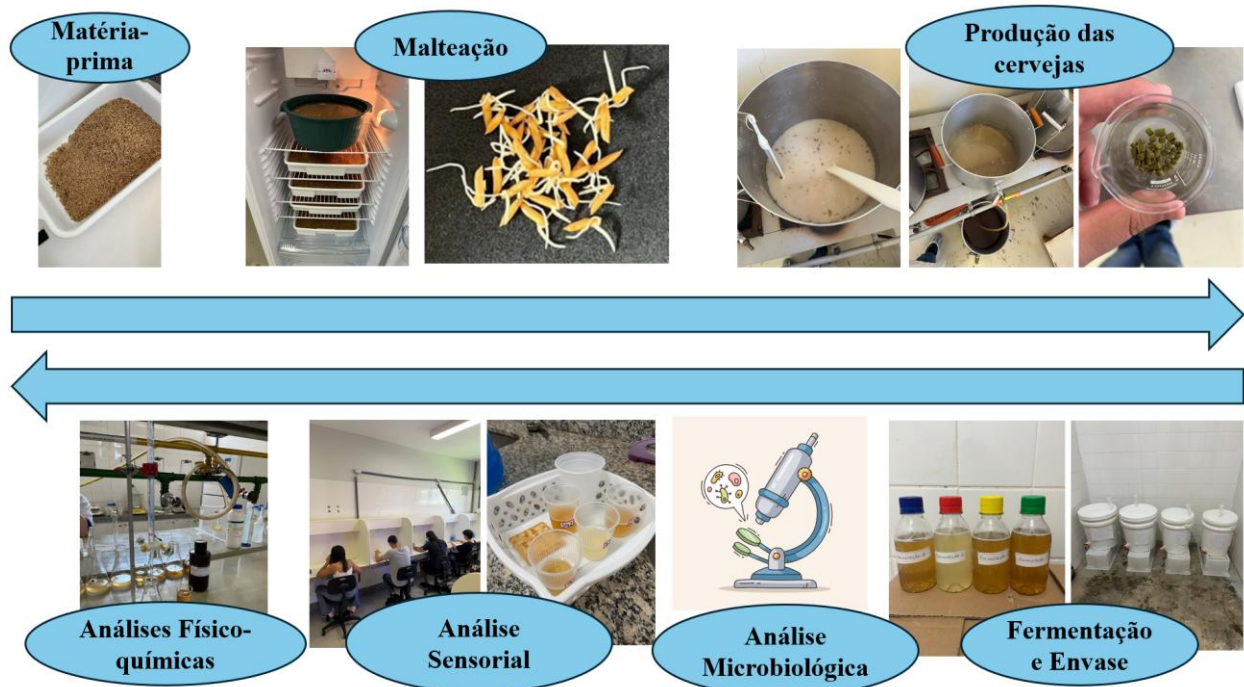 Matéria-
prima
Malteação
Produção das
cervejas
Análises Físico-
químicas
Análise
Sensorial
Análise
Microbiológica
Fermentação
e Envase